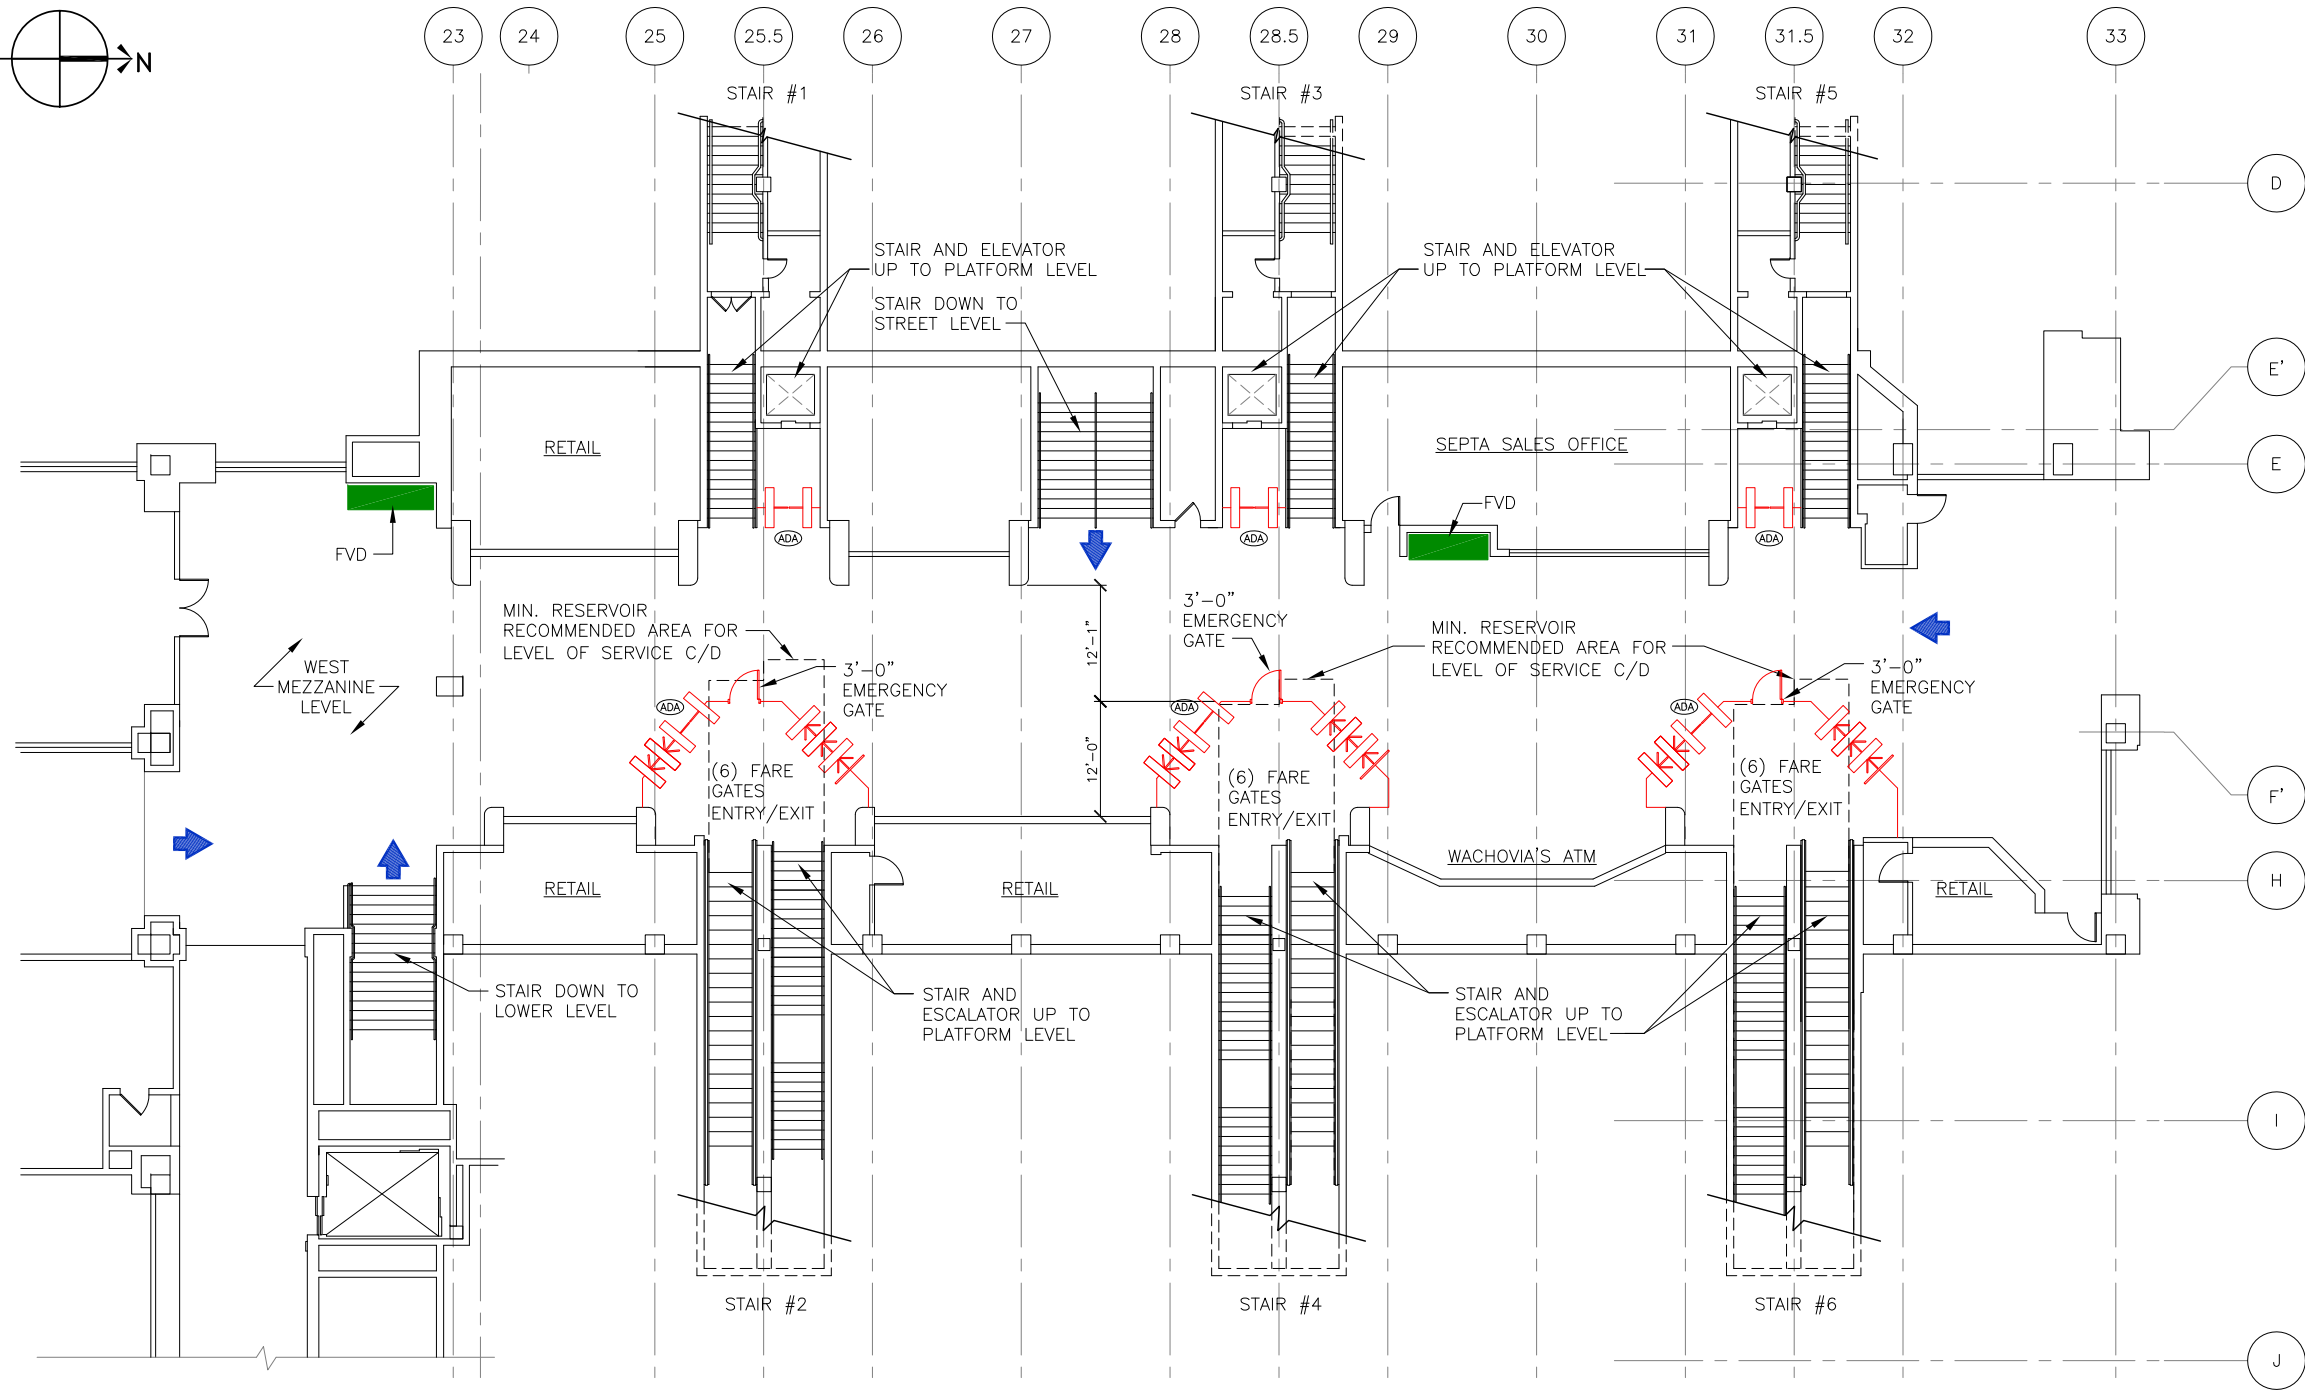 N
23
24
25
25.5
26
27
28
28.5
29
30
31
31.5
32
33
STAIR #1
STAIR #3
STAIR #5
D
STAIR AND ELEVATOR
UP TO PLATFORM LEVEL
STAIR DOWN TO
STREET LEVEL
STAIR AND ELEVATOR
UP TO PLATFORM LEVEL
E'
RETAIL
SEPTA SALES OFFICE
E
FVD
FVD
ADA
ADA
ADA
MIN. RESERVOIR
RECOMMENDED AREA FOR
LEVEL OF SERVICE C/D
3'-0"
EMERGENCY
GATE
12'-1"
3'-0"
EMERGENCY
GATE
MIN. RESERVOIR
RECOMMENDED AREA FOR
LEVEL OF SERVICE C/D
3'-0"
EMERGENCY
GATE
WEST
MEZZANINE
LEVEL
ADA
ADA
ADA
12'-0"
(6) FARE
GATES
ENTRY/EXIT
(6) FARE
GATES
ENTRY/EXIT
(6) FARE
GATES
ENTRY/EXIT
F'
RETAIL
RETAIL
WACHOVIA'S ATM
RETAIL
H
STAIR DOWN TO
LOWER LEVEL
STAIR AND
ESCALATOR UP TO
PLATFORM LEVEL
STAIR AND
ESCALATOR UP TO
PLATFORM LEVEL
I
STAIR #2
STAIR #4
STAIR #6
J